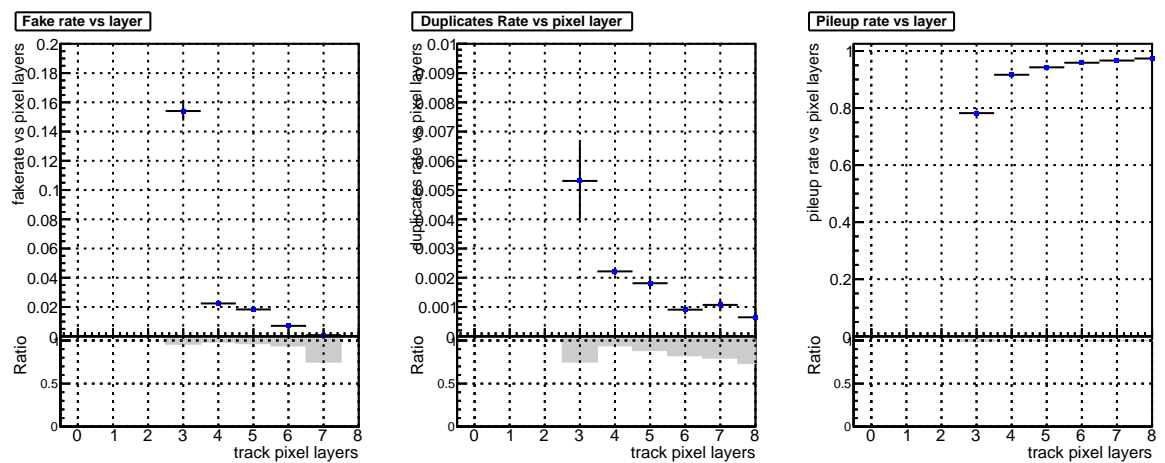 Fake rate vs layer
fakerate vs pixel layers
0.2
0.18
0.16
0.14
0.12
0.1
0.08
0.06
0.04
0.02
0
Ratio
1
0.5
0
0 1 2 3 4 5 6 7 8
track pixel layers
Duplicates Rate vs pixel layer
duplicates rate vs pixel layers
0.01
0.009
0.008
0.007
0.006
0.005
0.004
0.003
0.002
0.001
0
Ratio
1
0.5
0
0 1 2 3 4 5 6 7 8
track pixel layers
Pileup rate vs layer
pileup rate vs pixel layers
1
0.8
0.6
0.4
0.2
0
Ratio
1
0.5
0
0 1 2 3 4 5 6 7 8
track pixel layers